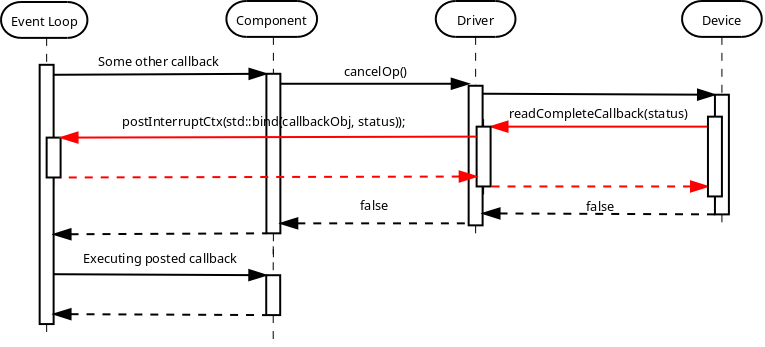 Event Loop
Component
Driver
Device
Some other callback
cancelOp()
readCompleteCallback(status)
postInterruptCtx(std::bind(callbackObj, status));
false
false
Executing posted callback